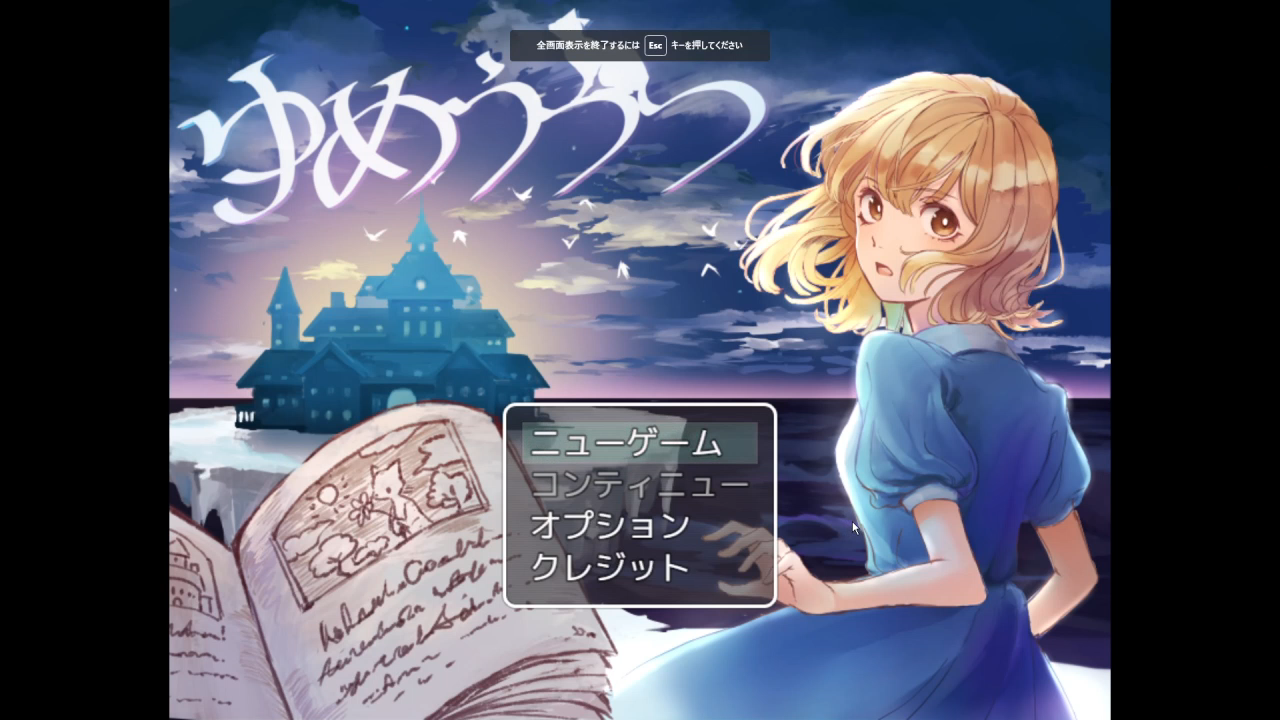 全画面表示を終了するには Esc キーを押してください
ゆめうつつ
ニューゲーム
コンティニュー
オプション
クレジット